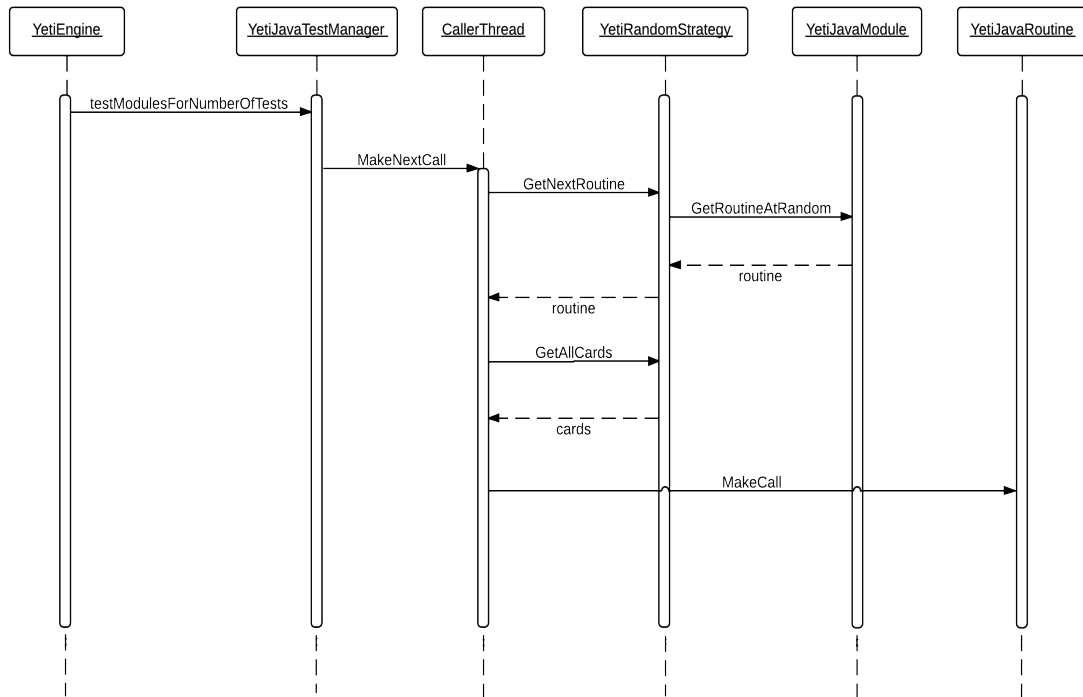 YetiEngine
YetiJavaTestManager
CallerThread
YetiRandomStrategy
YetiJavaModule
YetiJavaRoutine
testModulesForNumberOfTests
MakeNextCall
GetNextRoutine
GetRoutineAtRandom
routine
routine
GetAllCards
cards
MakeCall